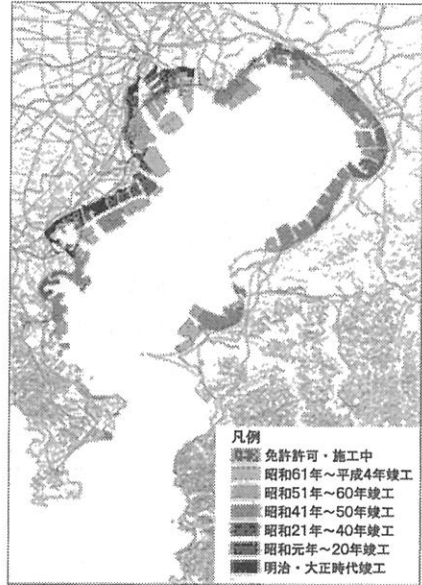 凡例
免許許可・施工中
昭和61年～平成4年竣工
昭和51年～60年竣工
昭和41年～50年竣工
昭和21年～40年竣工
昭和元年～20年竣工
明治・大正時代竣工